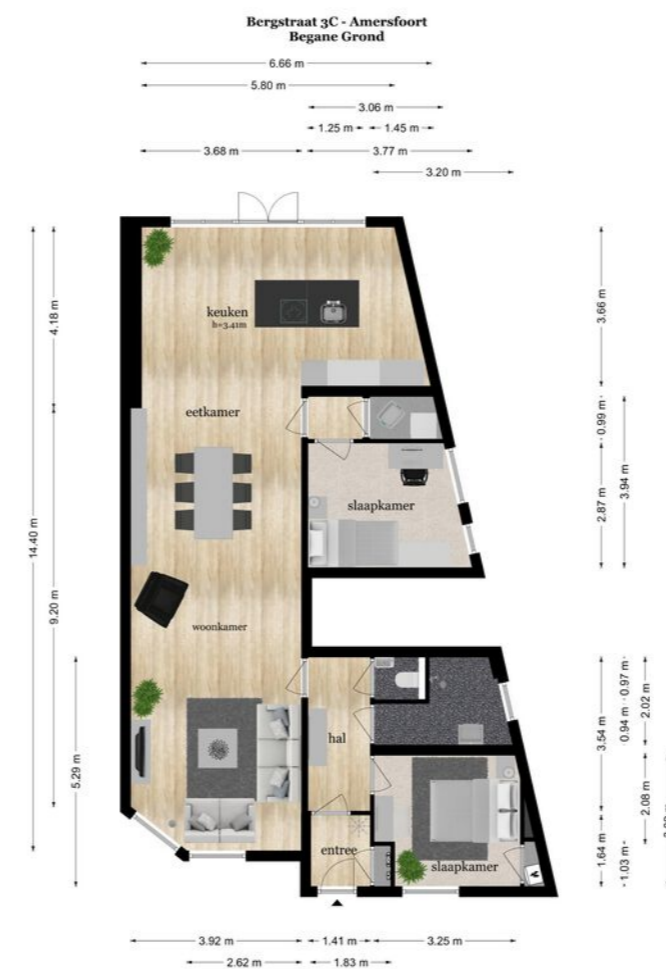 Bergstraat 3C - Amersfoort
Begane Grond
6.66 m
5.80 m
3.06 m
1.25 m
1.45 m
3.68 m
3.77 m
3.20 m
keuken
h=3.41m
eetkamer
slaapkamer
woonkamer
hal
entree
slaapkamer
14.40 m
4.18 m
9.20 m
5.29 m
3.66 m
0.99 m
2.87 m
3.94 m
3.54 m
0.97 m
0.94 m
2.02 m
2.08 m
1.64 m
1.03 m
3.92 m
1.41 m
3.25 m
2.62 m
1.83 m